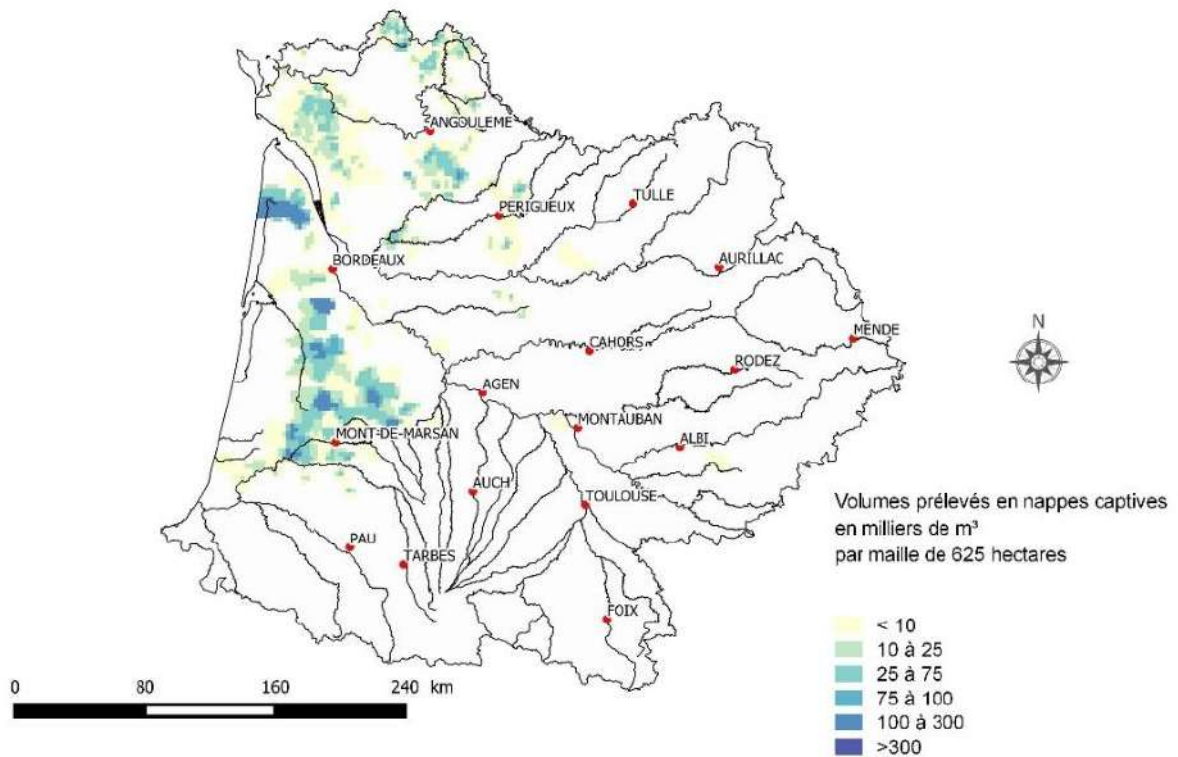 ANGOULEME
PERIGUEUX
TULLE
BORDEAUX
AURILLAC
MENDE
CAHORS
RODEZ
AGEN
MONTAUBAN
MONT-DE-MARSAN
ALBI
AUCH
TOULOUSE
PAU
TARBES
FOIX
N
Volumes prélevés en nappes captives
en milliers de m³
par maille de 625 hectares
< 10
10 à 25
25 à 75
75 à 100
100 à 300
>300
0 80 160 240 km